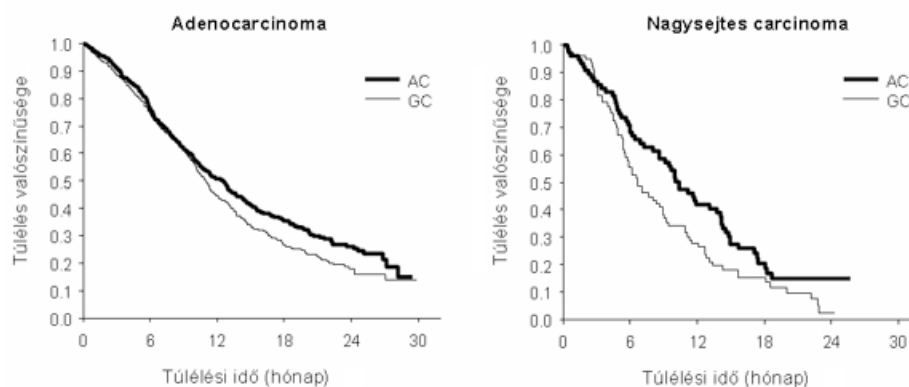 Adenocarcinoma
Túlélés valószínűsége
1.0
0.9
0.8
0.7
0.6
0.5
0.4
0.3
0.2
0.1
0.0
AC
GC
0 6 12 18 24 30
Túlélési idő (hónap)
Nagysejtes carcinoma
Túlélés valószínűsége
1.0
0.9
0.8
0.7
0.6
0.5
0.4
0.3
0.2
0.1
0.0
AC
GC
0 6 12 18 24 30
Túlélési idő (hónap)